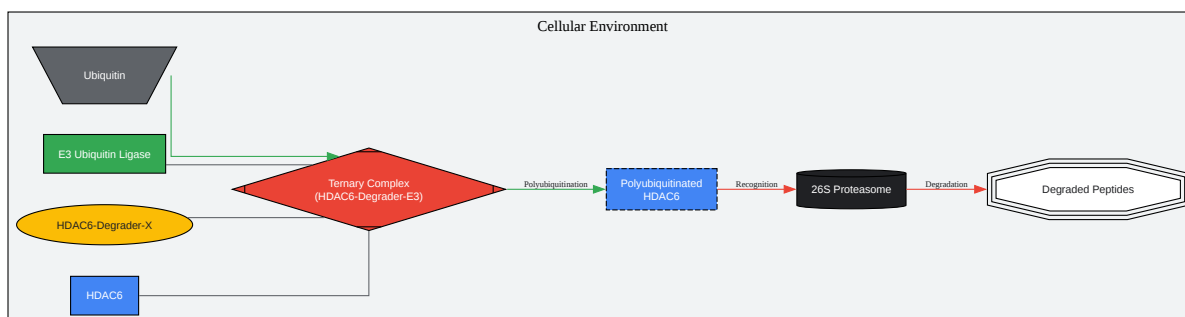 Cellular Environment
Ubiquitin
E3 Ubiquitin Ligase
HDAC6-Degrader-X
HDAC6
Ternary Complex
(HDAC6-Degrader-E3)
Polyubiquitination
Polyubiquitinated
HDAC6
Recognition
26S Proteasome
Degradation
Degraded Peptides